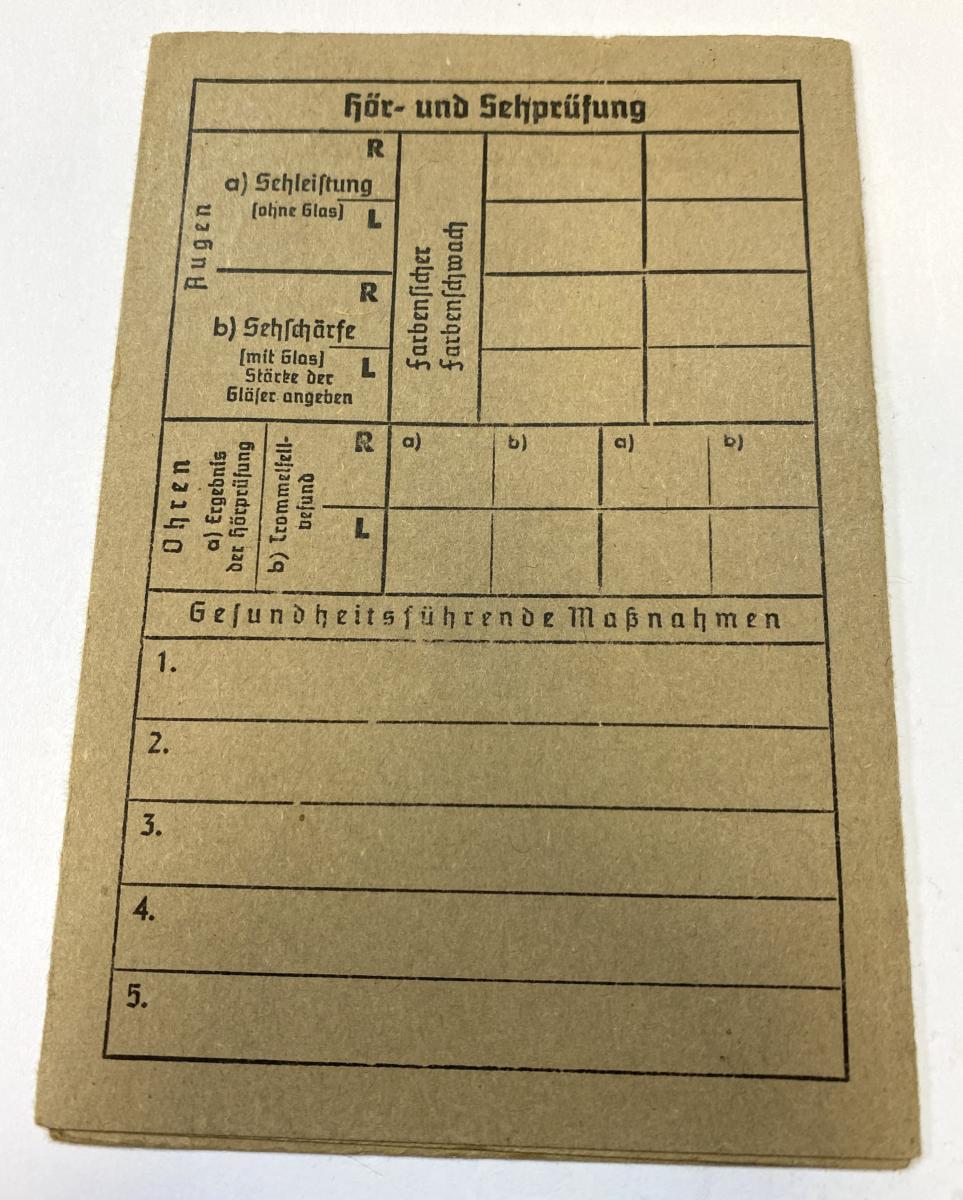 Hör- und Sehprüfung
Augen
R
a) Sehleistung
(ohne Glas)
L
R
b) Sehschärfe
(mit Glas)
L
Stärke der
Gläser angeben
farbensicher
farbenschwach
Ohren
a) Ergebnis
der Hörprüfung
b) Trommelfell-
befund
R
L
a) b) a) b)
Gesundheitsführende Maßnahmen
1.
2.
3.
4.
5.